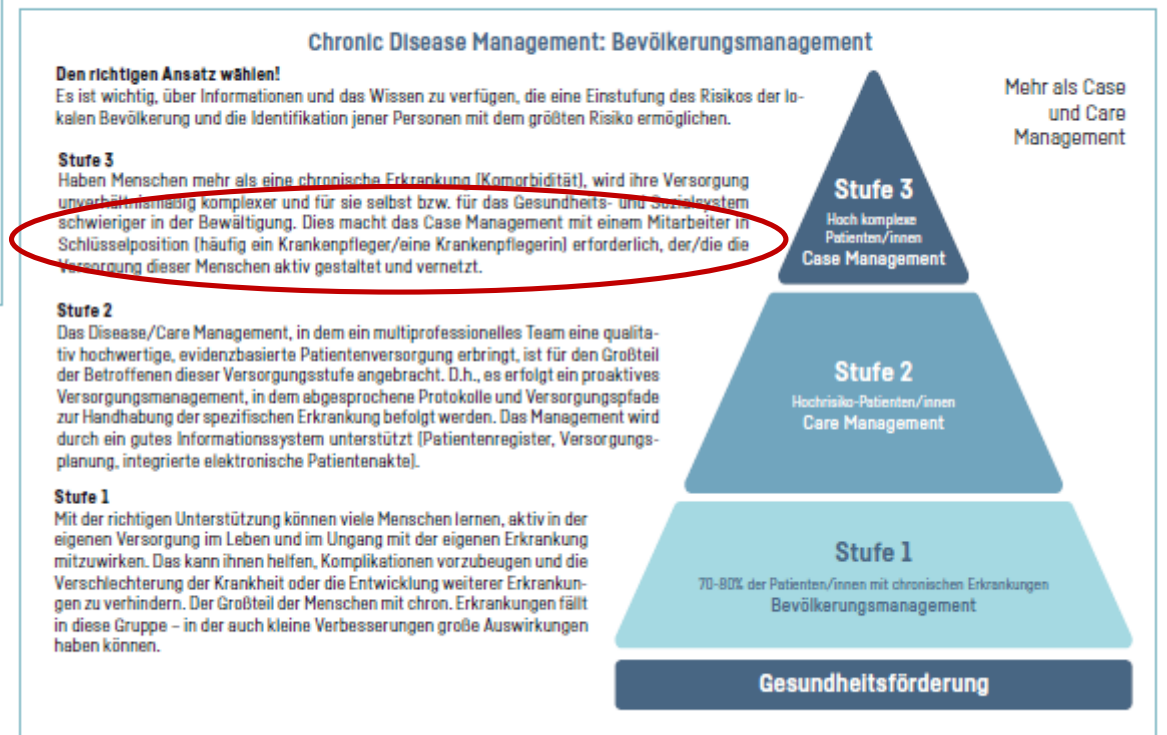 Chronic Disease Management: Bevölkerungsmanagement
Den richtigen Ansatz wählen!
Es ist wichtig, über Informationen und das Wissen zu verfügen, die eine Einstufung des Risikos der lo-
kalen Bevölkerung und die Identifikation jener Personen mit dem größten Risiko ermöglichen.
Stufe 3
Haben Menschen mehr als eine chronische Erkrankung (Komorbidität), wird ihre Versorgung
unverhältnismäßig komplexer und für sie selbst bzw. für das Gesundheits- und Sozialsystem
schwieriger in der Bewältigung. Dies macht das Case Management mit einem Mitarbeiter in
Schlüsselposition (häufig ein Krankenpfleger/eine Krankenpflegerin) erforderlich, der/die die
Versorgung dieser Menschen aktiv gestaltet und vernetzt.
Stufe 2
Das Disease/Care Management, in dem ein multiprofessionelles Team eine qualita-
tiv hochwertige, evidenzbasierte Patientenversorgung erbringt, ist für den Großteil
der Betroffenen dieser Versorgungsstufe angebracht. D.h., es erfolgt ein proaktives
Versorgungsmanagement, in dem abgesprochene Protokolle und Versorgungspfade
zur Handhabung der spezifischen Erkrankung befolgt werden. Das Management wird
durch ein gutes Informationssystem unterstützt (Patientenregister, Versorgungs-
planung, integrierte elektronische Patientenakte).
Stufe 1
Mit der richtigen Unterstützung können viele Menschen lernen, aktiv in der
eigenen Versorgung im Leben und im Ungang mit der eigenen Erkrankung
mitzuwirken. Das kann ihnen helfen, Komplikationen vorzubeugen und die
Verschlechterung der Krankheit oder die Entwicklung weiterer Erkrankun-
gen zu verhindern. Der Großteil der Menschen mit chron. Erkrankungen fällt
in diese Gruppe – in der auch kleine Verbesserungen große Auswirkungen
haben können.
Mehr als Case
und Care
Management
Stufe 3
Hoch komplexe
Patienten/innen
Case Management
Stufe 2
Hochrisiko-Patienten/innen
Care Management
Stufe 1
70-80% der Patienten/innen mit chronischen Erkrankungen
Bevölkerungsmanagement
Gesundheitsförderung